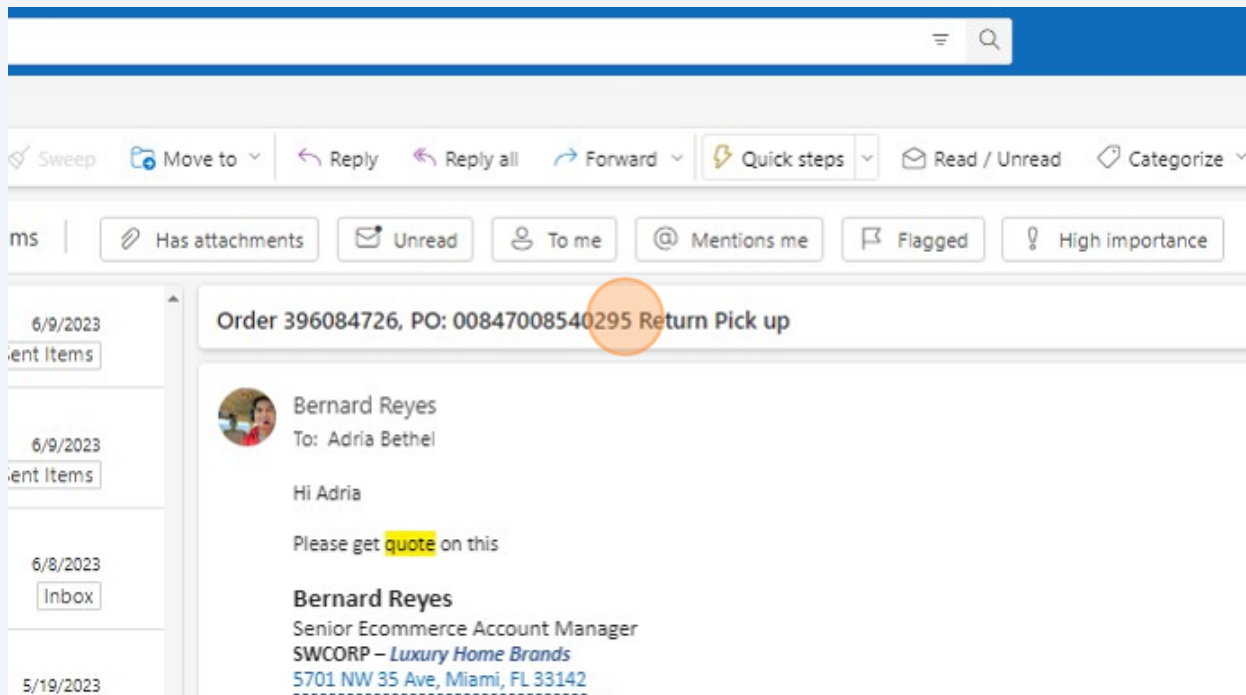 Sweep Move to Reply Reply all Forward Quick steps Read / Unread Categorize
ms Has attachments Unread To me @ Mentions me Flagged High importance
6/9/2023
ent Items
6/9/2023
ent Items
6/8/2023
Inbox
5/19/2023
Order 396084726, PO: 00847008540295 Return Pick up
Bernard Reyes
To: Adria Bethel
Hi Adria
Please get quote on this
Bernard Reyes
Senior Ecommerce Account Manager
SWCORP – Luxury Home Brands
5701 NW 35 Ave, Miami, FL 33142